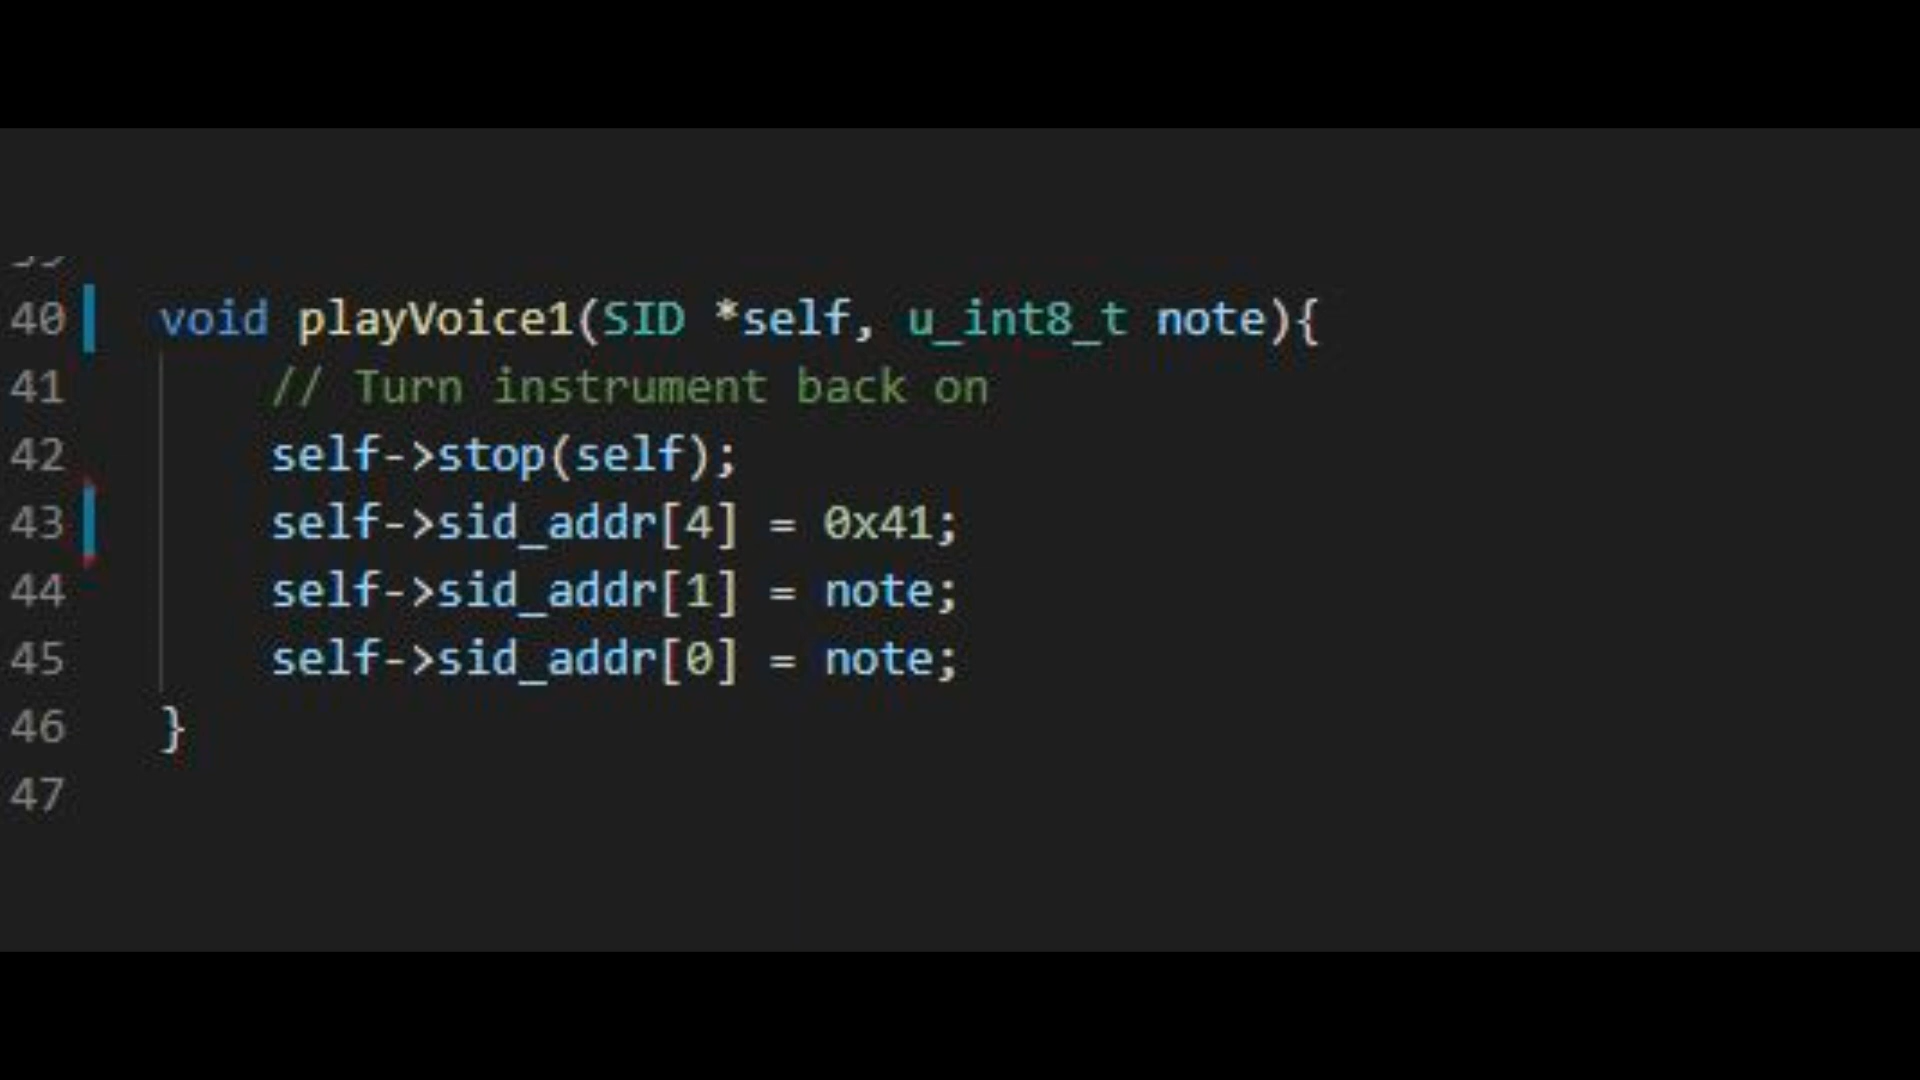 40 void playVoice1(SID *self, u_int8_t note){
41 // Turn instrument back on
42 self->stop(self);
43 self->sid_addr[4] = 0x41;
44 self->sid_addr[1] = note;
45 self->sid_addr[0] = note;
46 }
47